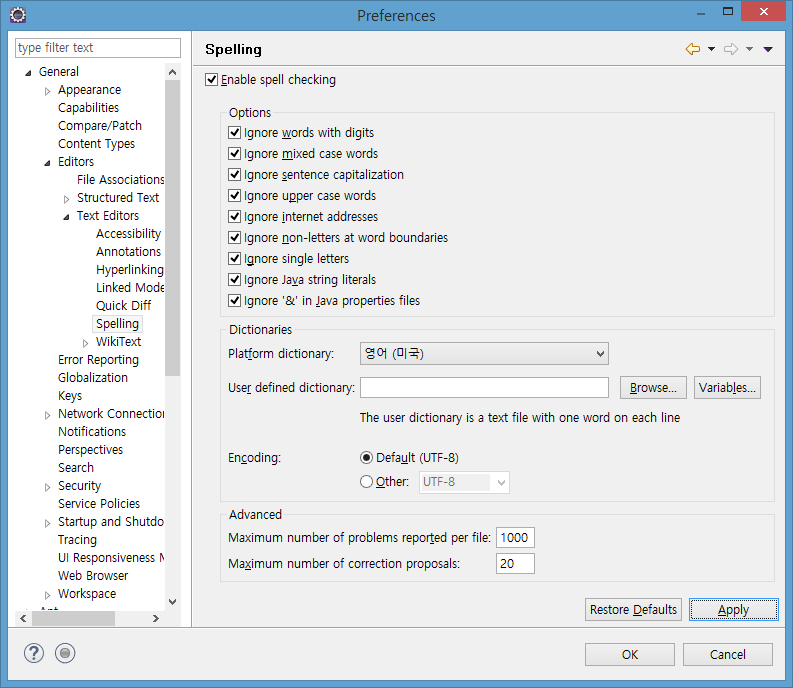 Preferences
type filter text
General
Appearance
Capabilities
Compare/Patch
Content Types
Editors
File Associations
Structured Text
Text Editors
Accessibility
Annotations
Hyperlinking
Linked Mode
Quick Diff
Spelling
WikiText
Error Reporting
Globalization
Keys
Network Connection
Notifications
Perspectives
Search
Security
Service Policies
Startup and Shutdo
Tracing
UI Responsiveness M
Web Browser
Workspace
Ant
Spelling
Enable spell checking
Options
Ignore words with digits
Ignore mixed case words
Ignore sentence capitalization
Ignore upper case words
Ignore internet addresses
Ignore non-letters at word boundaries
Ignore single letters
Ignore Java string literals
Ignore '&' in Java properties files
Dictionaries
Platform dictionary: 영어 (미국)
User defined dictionary: Browse... Variables...
The user dictionary is a text file with one word on each line
Encoding: Default (UTF-8)
Other: UTF-8
Advanced
Maximum number of problems reported per file: 1000
Maximum number of correction proposals: 20
Restore Defaults Apply
? OK Cancel